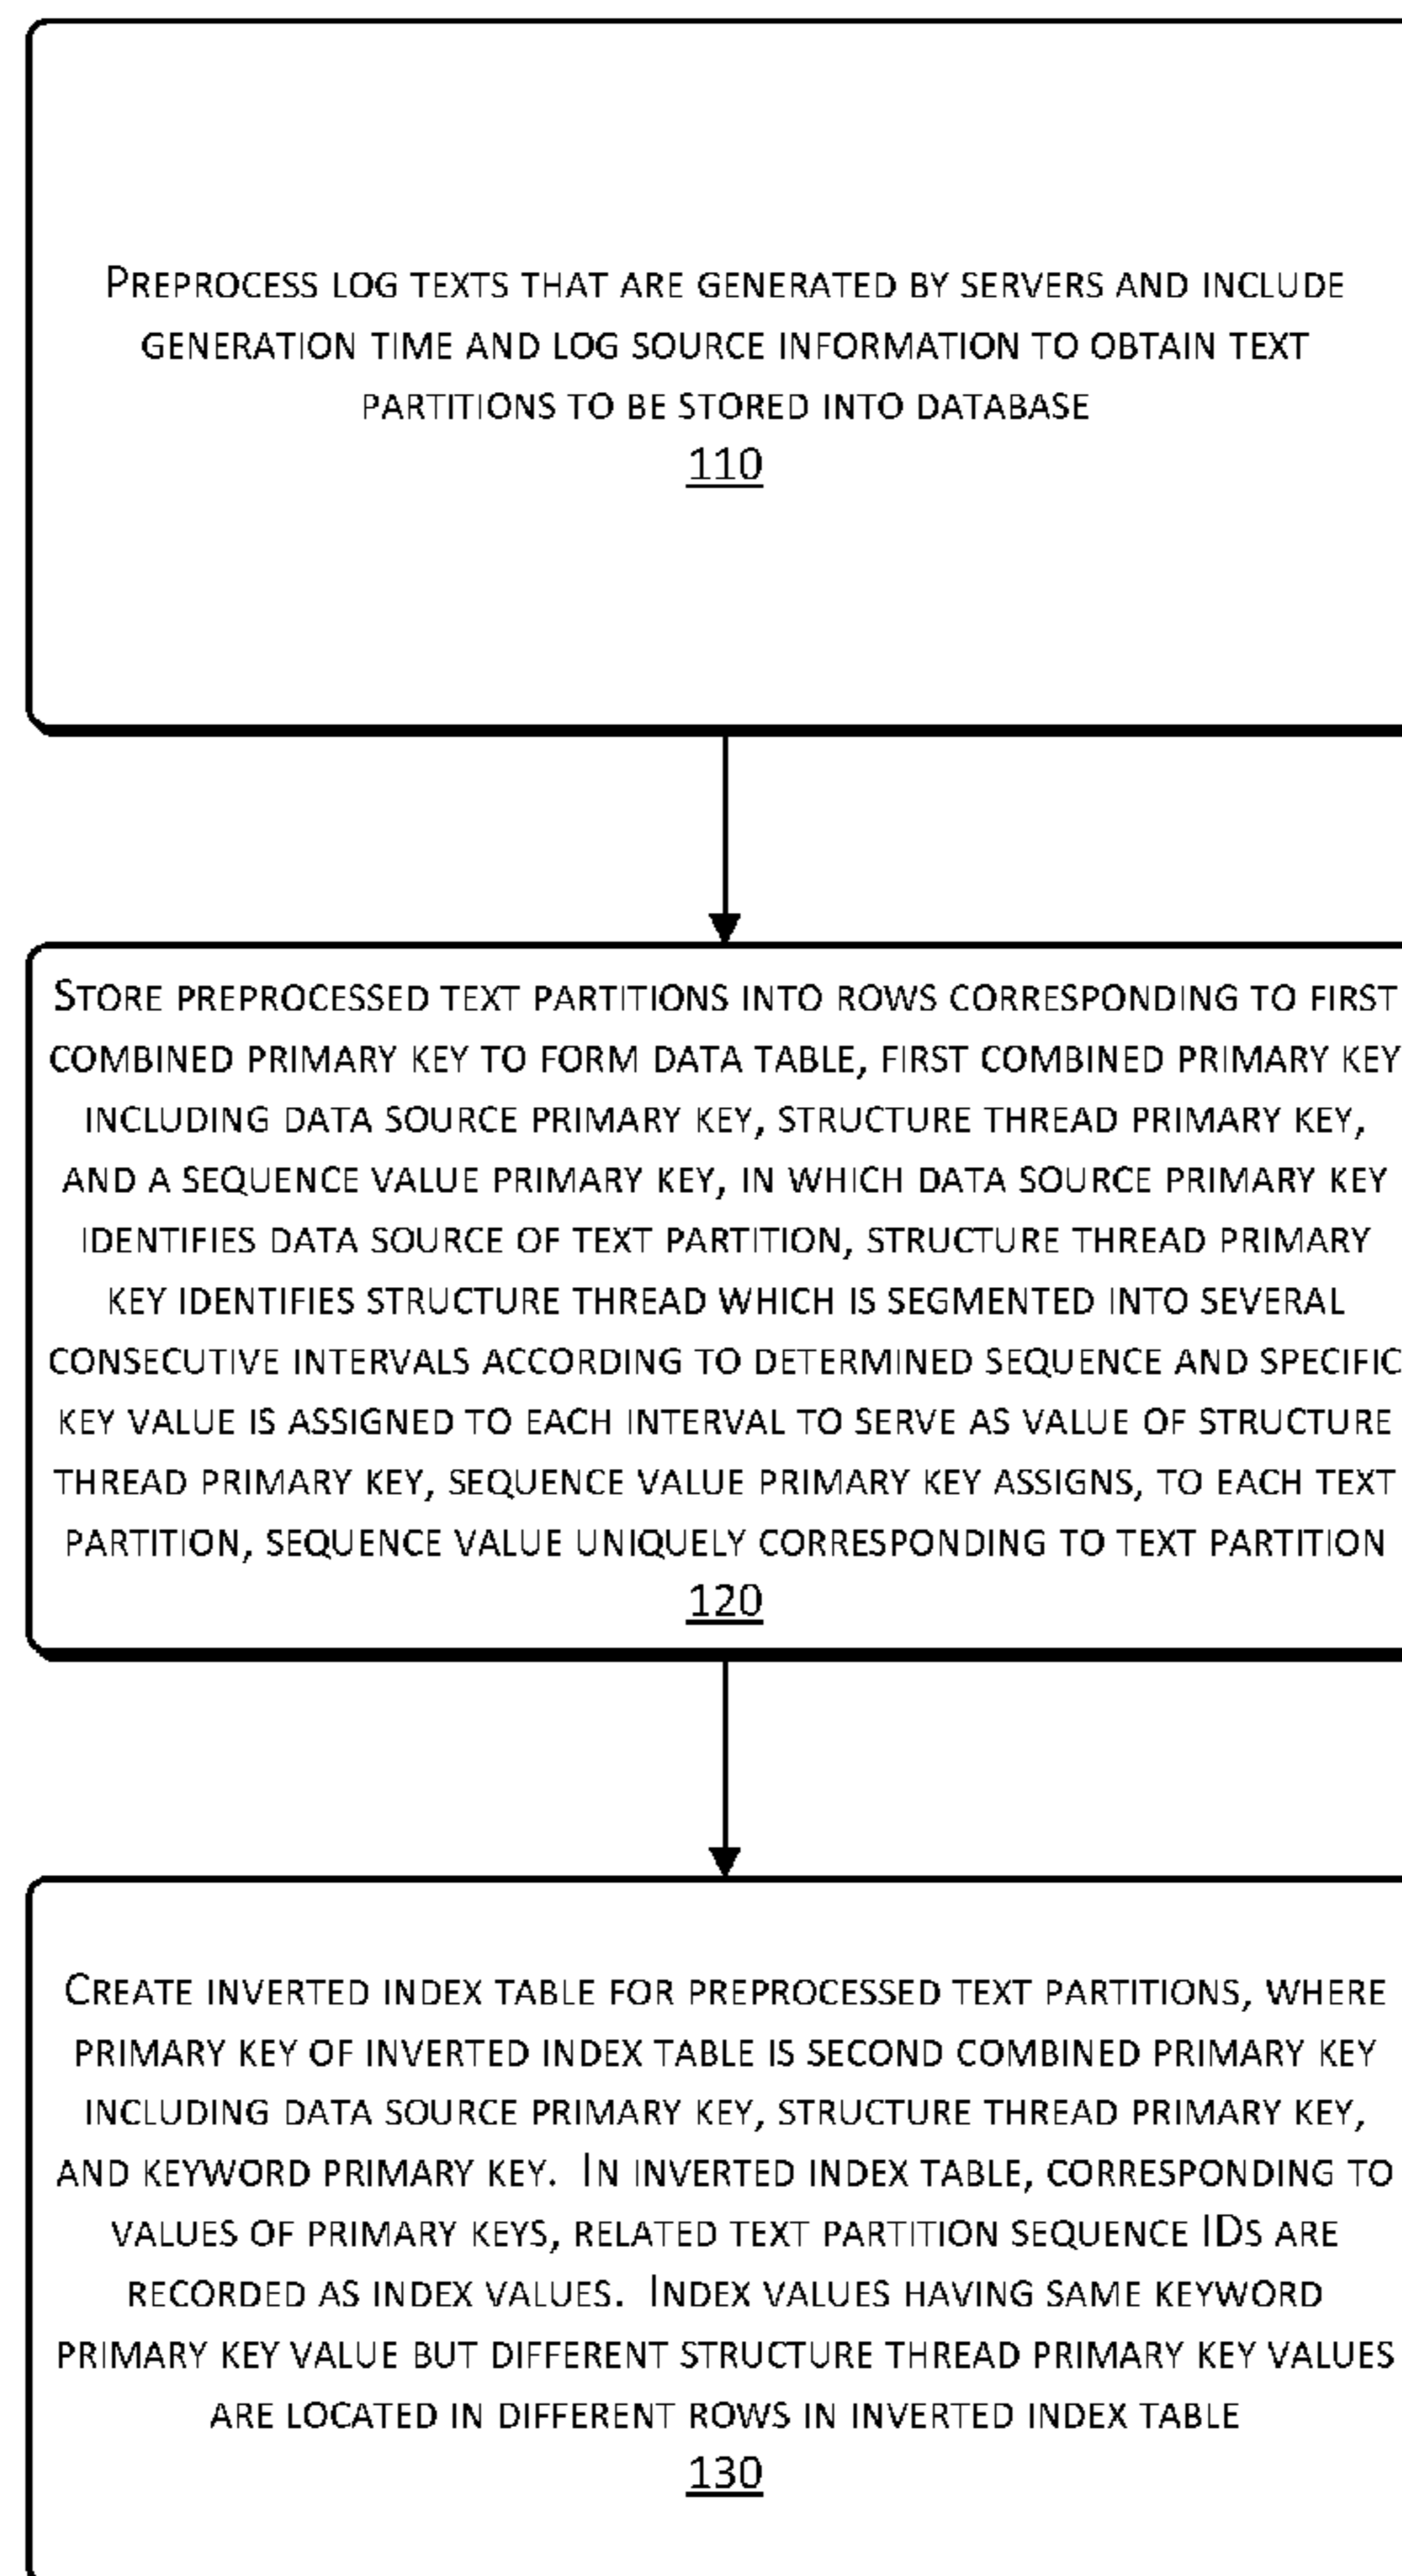 PREPROCESS LOG TEXTS THAT ARE GENERATED BY SERVERS AND INCLUDE
GENERATION TIME AND LOG SOURCE INFORMATION TO OBTAIN TEXT
PARTITIONS TO BE STORED INTO DATABASE
110
STORE PREPROCESSED TEXT PARTITIONS INTO ROWS CORRESPONDING TO FIRST
COMBINED PRIMARY KEY TO FORM DATA TABLE, FIRST COMBINED PRIMARY KEY
INCLUDING DATA SOURCE PRIMARY KEY, STRUCTURE THREAD PRIMARY KEY,
AND A SEQUENCE VALUE PRIMARY KEY, IN WHICH DATA SOURCE PRIMARY KEY
IDENTIFIES DATA SOURCE OF TEXT PARTITION, STRUCTURE THREAD PRIMARY
KEY IDENTIFIES STRUCTURE THREAD WHICH IS SEGMENTED INTO SEVERAL
CONSECUTIVE INTERVALS ACCORDING TO DETERMINED SEQUENCE AND SPECIFIC
KEY VALUE IS ASSIGNED TO EACH INTERVAL TO SERVE AS VALUE OF STRUCTURE
THREAD PRIMARY KEY, SEQUENCE VALUE PRIMARY KEY ASSIGNS, TO EACH TEXT
PARTITION, SEQUENCE VALUE UNIQUELY CORRESPONDING TO TEXT PARTITION
120
CREATE INVERTED INDEX TABLE FOR PREPROCESSED TEXT PARTITIONS, WHERE
PRIMARY KEY OF INVERTED INDEX TABLE IS SECOND COMBINED PRIMARY KEY
INCLUDING DATA SOURCE PRIMARY KEY, STRUCTURE THREAD PRIMARY KEY,
AND KEYWORD PRIMARY KEY. IN INVERTED INDEX TABLE, CORRESPONDING TO
VALUES OF PRIMARY KEYS, RELATED TEXT PARTITION SEQUENCE IDS ARE
RECORDED AS INDEX VALUES. INDEX VALUES HAVING SAME KEYWORD
PRIMARY KEY VALUE BUT DIFFERENT STRUCTURE THREAD PRIMARY KEY VALUES
ARE LOCATED IN DIFFERENT ROWS IN INVERTED INDEX TABLE
130